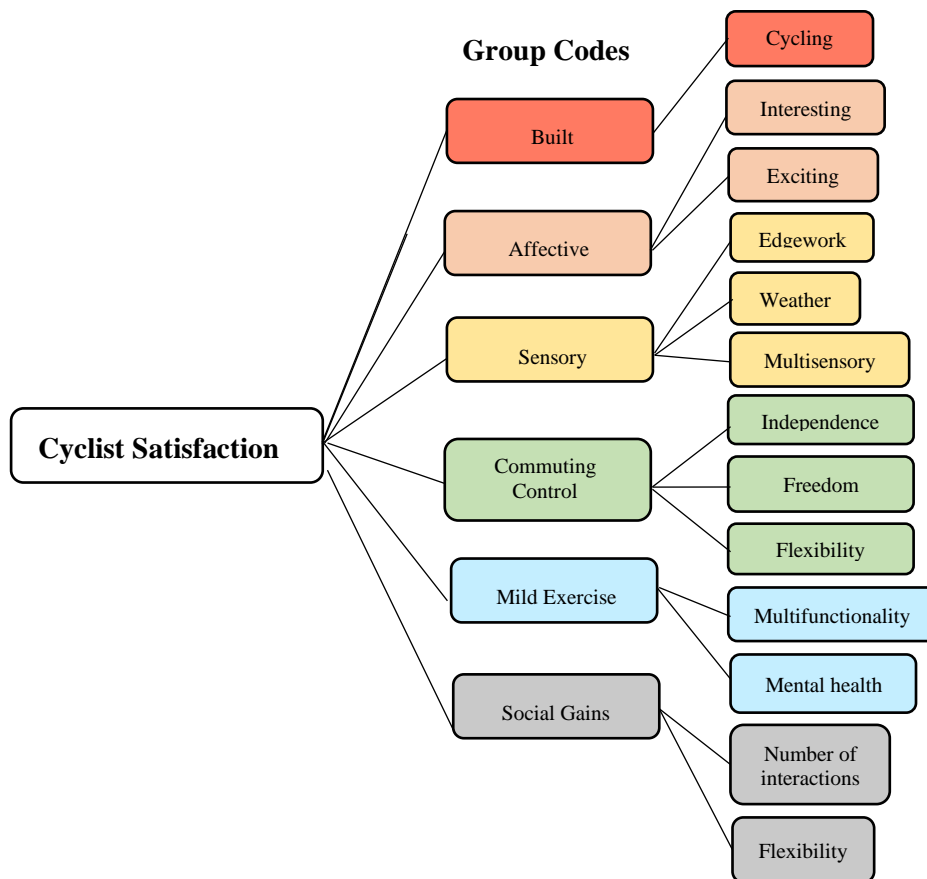 Group Codes
Cycling
Built
Interesting
Exciting
Affective
Edgework
Weather
Sensory
Multisensory
Cyclist Satisfaction
Commuting
Control
Independence
Freedom
Flexibility
Mild Exercise
Multifunctionality
Mental health
Social Gains
Number of
interactions
Flexibility